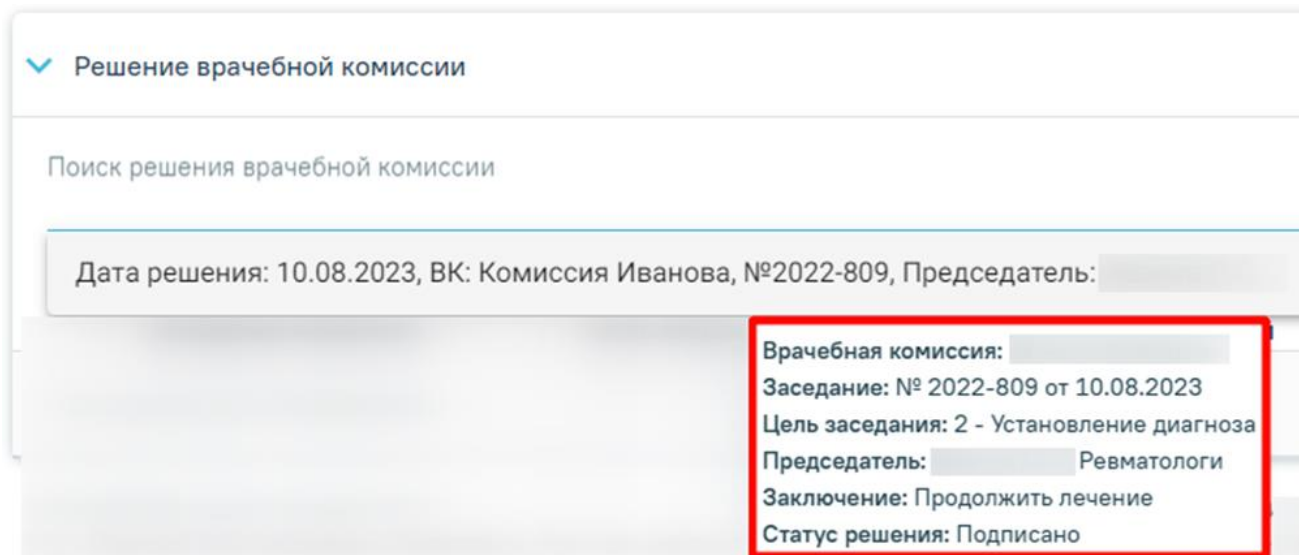 Решение врачебной комиссии
Поиск решения врачебной комиссии
Дата решения: 10.08.2023, ВК: Комиссия Иванова, №2022-809, Председатель:
Врачебная комиссия:
Заседание: № 2022-809 от 10.08.2023
Цель заседания: 2 - Установление диагноза
Председатель: Ревматологи
Заключение: Продолжить лечение
Статус решения: Подписано